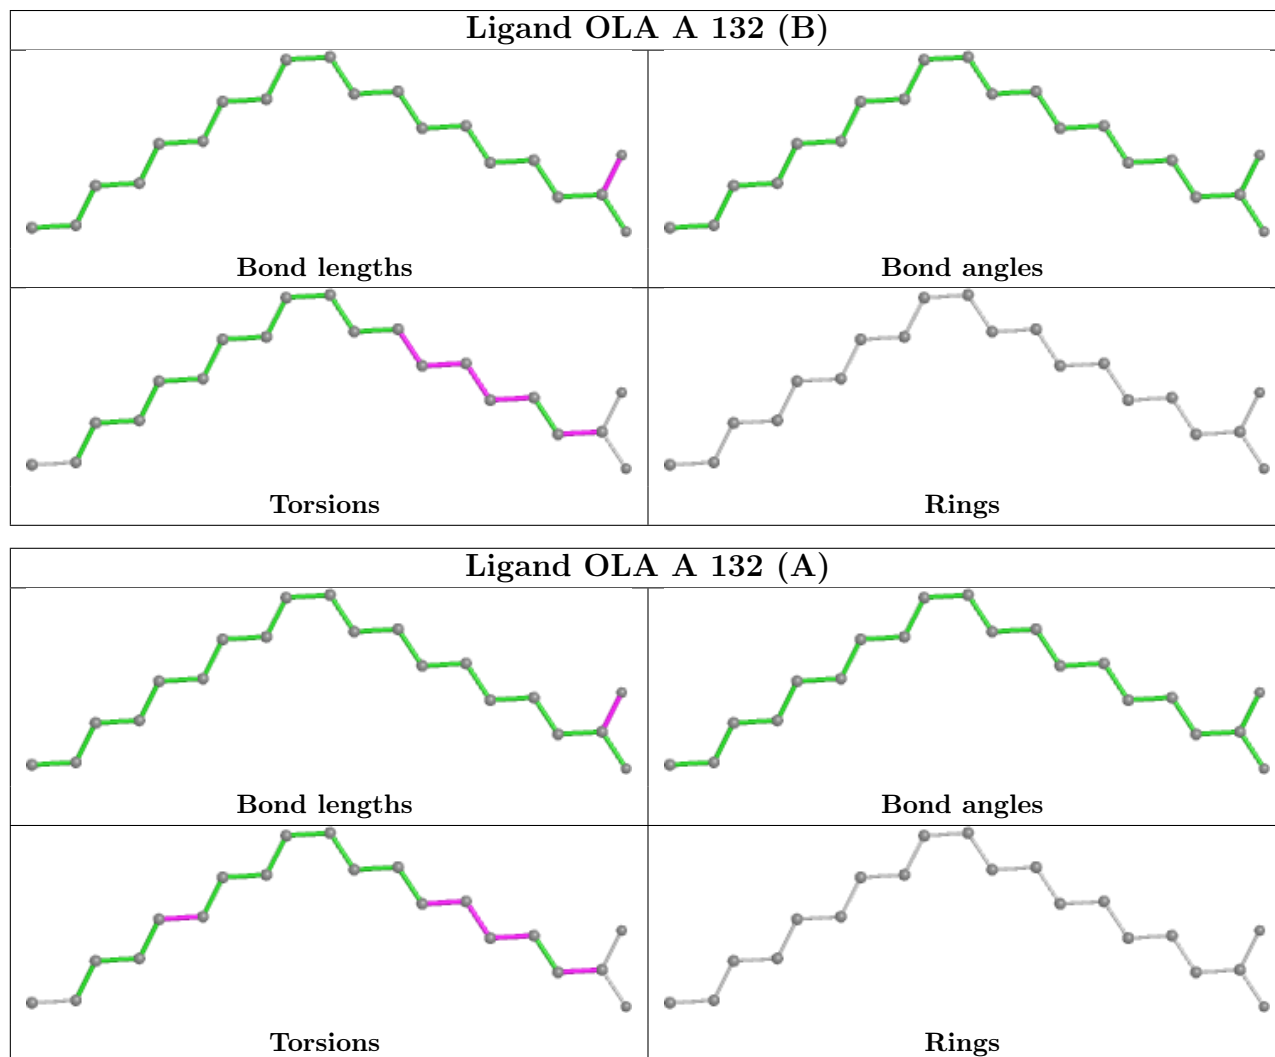 Ligand OLA A 132 (B)
Bond lengths
Bond angles
Torsions
Rings
Ligand OLA A 132 (A)
Bond lengths
Bond angles
Torsions
Rings